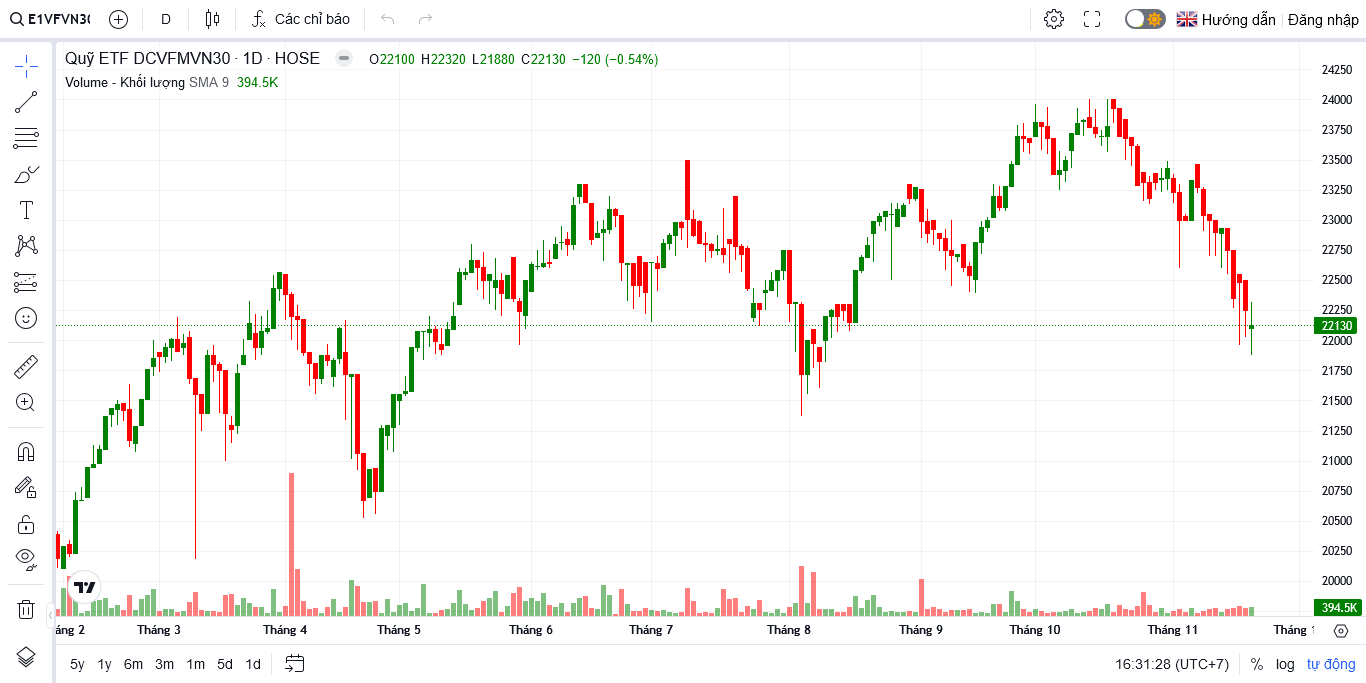 E1VFVN30
D
Các chỉ báo
Hướng dẫn
Đăng nhập
Quỹ ETF DCVFMVN30 · 1D · HOSE
O22100 H22320 L21880 C22130 −120 (−0.54%)
Volume - Khối lượng SMA 9 394.5K
24250
24000
23750
23500
23250
23000
22750
22500
22250
22130
22000
21750
21500
21250
21000
20750
20500
20250
20000
394.5K
áng 2 Tháng 3 Tháng 4 Tháng 5 Tháng 6 Tháng 7 Tháng 8 Tháng 9 Tháng 10 Tháng 11 Tháng 1
5y 1y 6m 3m 1m 5d 1d
16:31:28 (UTC+7) % log tự động